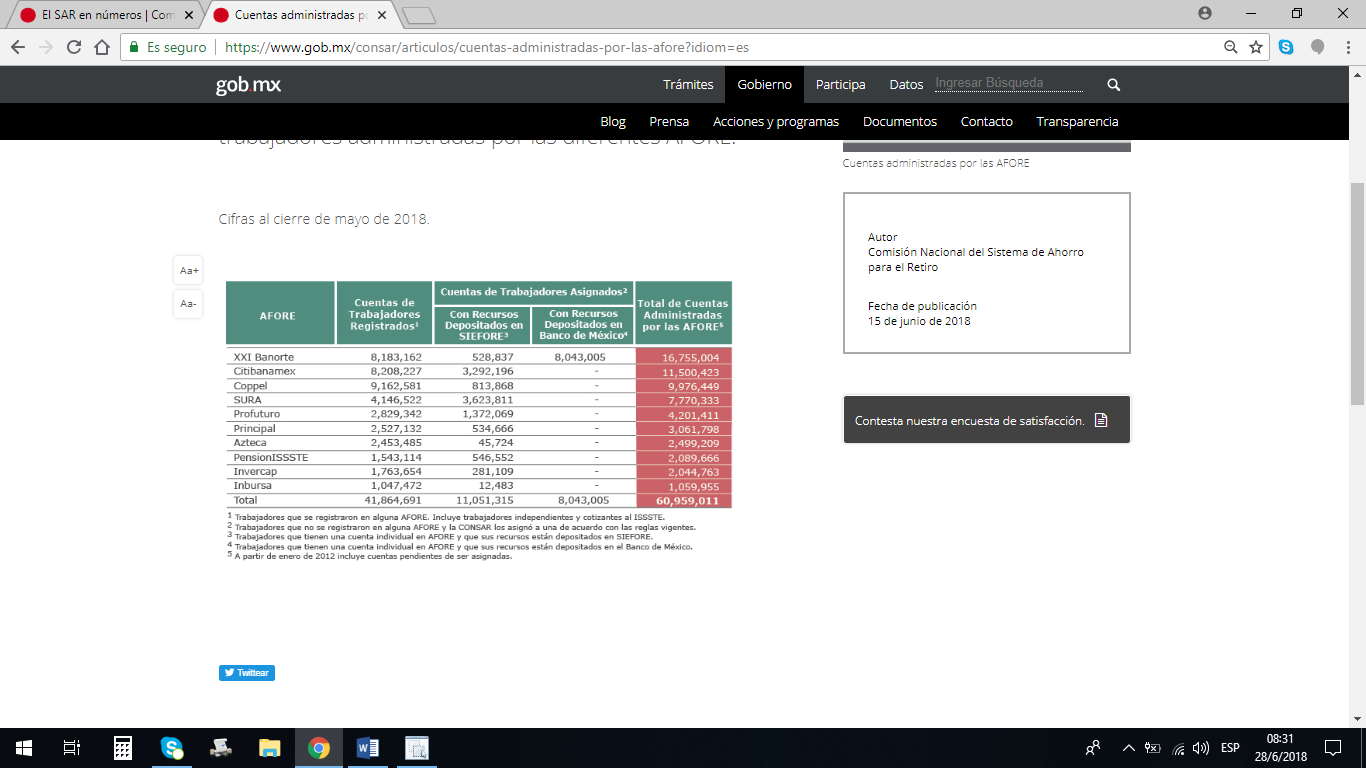 El SAR en números | Com
Cuentas administradas po
Es seguro
https://www.gob.mx/consar/articulos/cuentas-administradas-por-las-afore?idiom=es
gob.mx
Trámites Gobierno Participa Datos Ingresar Búsqueda
Blog Prensa Acciones y programas Documentos Contacto Transparencia
trabajadores administradas por las diferentes AFORE.
Cuentas administradas por las AFORE
Cifras al cierre de mayo de 2018.
Autor
Comisión Nacional del Sistema de Ahorro
para el Retiro
Fecha de publicación
15 de junio de 2018
Contesta nuestra encuesta de satisfacción.
Aa+
Aa-
AFORE
Cuentas de
Trabajadores
Registrados¹
Cuentas de Trabajadores Asignados²
Con Recursos
Depositados en
SIEFORE³
Con Recursos
Depositados en
Banco de México⁴
Total de Cuentas
Administradas
por las AFORE⁵
XXI Banorte 8,183,162 528,837 8,043,005 16,755,004
Citibanamex 8,208,227 3,292,196 - 11,500,423
Coppel 9,162,581 813,868 - 9,976,449
SURA 4,146,522 3,623,811 - 7,770,333
Profuturo 2,829,342 1,372,069 - 4,201,411
Principal 2,527,132 534,666 - 3,061,798
Azteca 2,453,485 45,724 - 2,499,209
PensionISSSTE 1,543,114 546,552 - 2,089,666
Invercap 1,763,654 281,109 - 2,044,763
Inbursa 1,047,472 12,483 - 1,059,955
Total 41,864,691 11,051,315 8,043,005 60,959,011
¹ Trabajadores que se registraron en alguna AFORE. Incluye trabajadores independientes y cotizantes al ISSSTE.
² Trabajadores que no se registraron en alguna AFORE y la CONSAR los asignó a una de acuerdo con las reglas vigentes.
³ Trabajadores que tienen una cuenta individual en AFORE y que sus recursos están depositados en SIEFORE.
⁴ Trabajadores que tienen una cuenta individual en AFORE y que sus recursos están depositados en el Banco de México.
⁵ A partir de enero de 2012 incluye cuentas pendientes de ser asignadas.
Twittear
ESP
08:31
28/6/2018